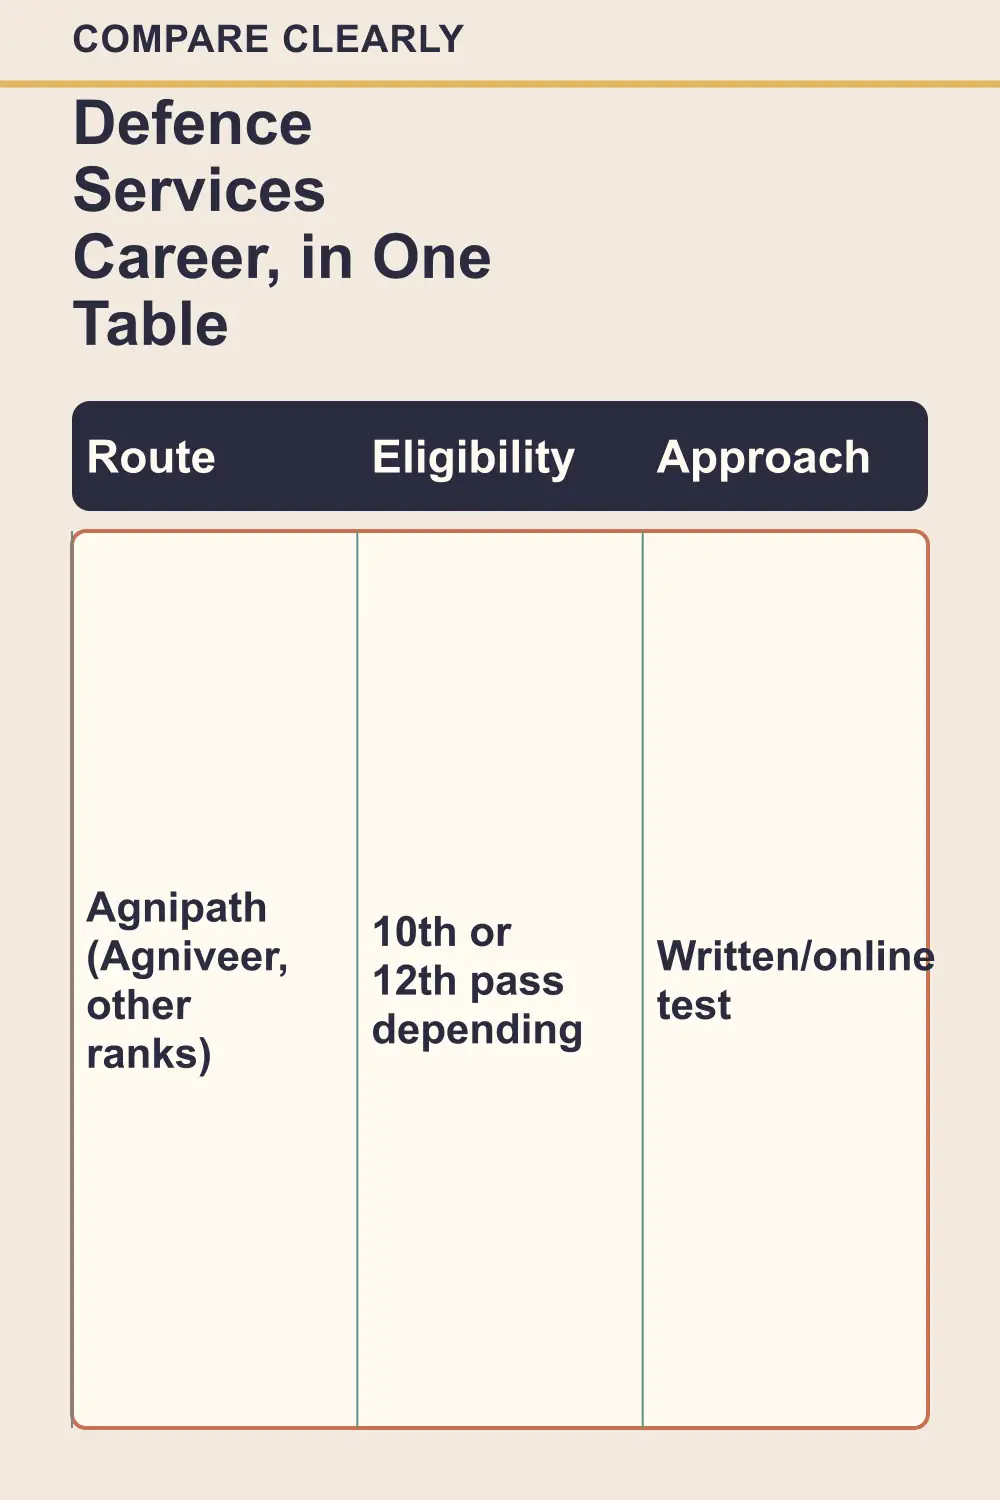 COMPARE CLEARLY
Defence
Services
Career, in One
Table
Route Eligibility Approach
Agnipath
(Agniveer,
other
ranks)
10th or
12th pass
depending
Written/online
test